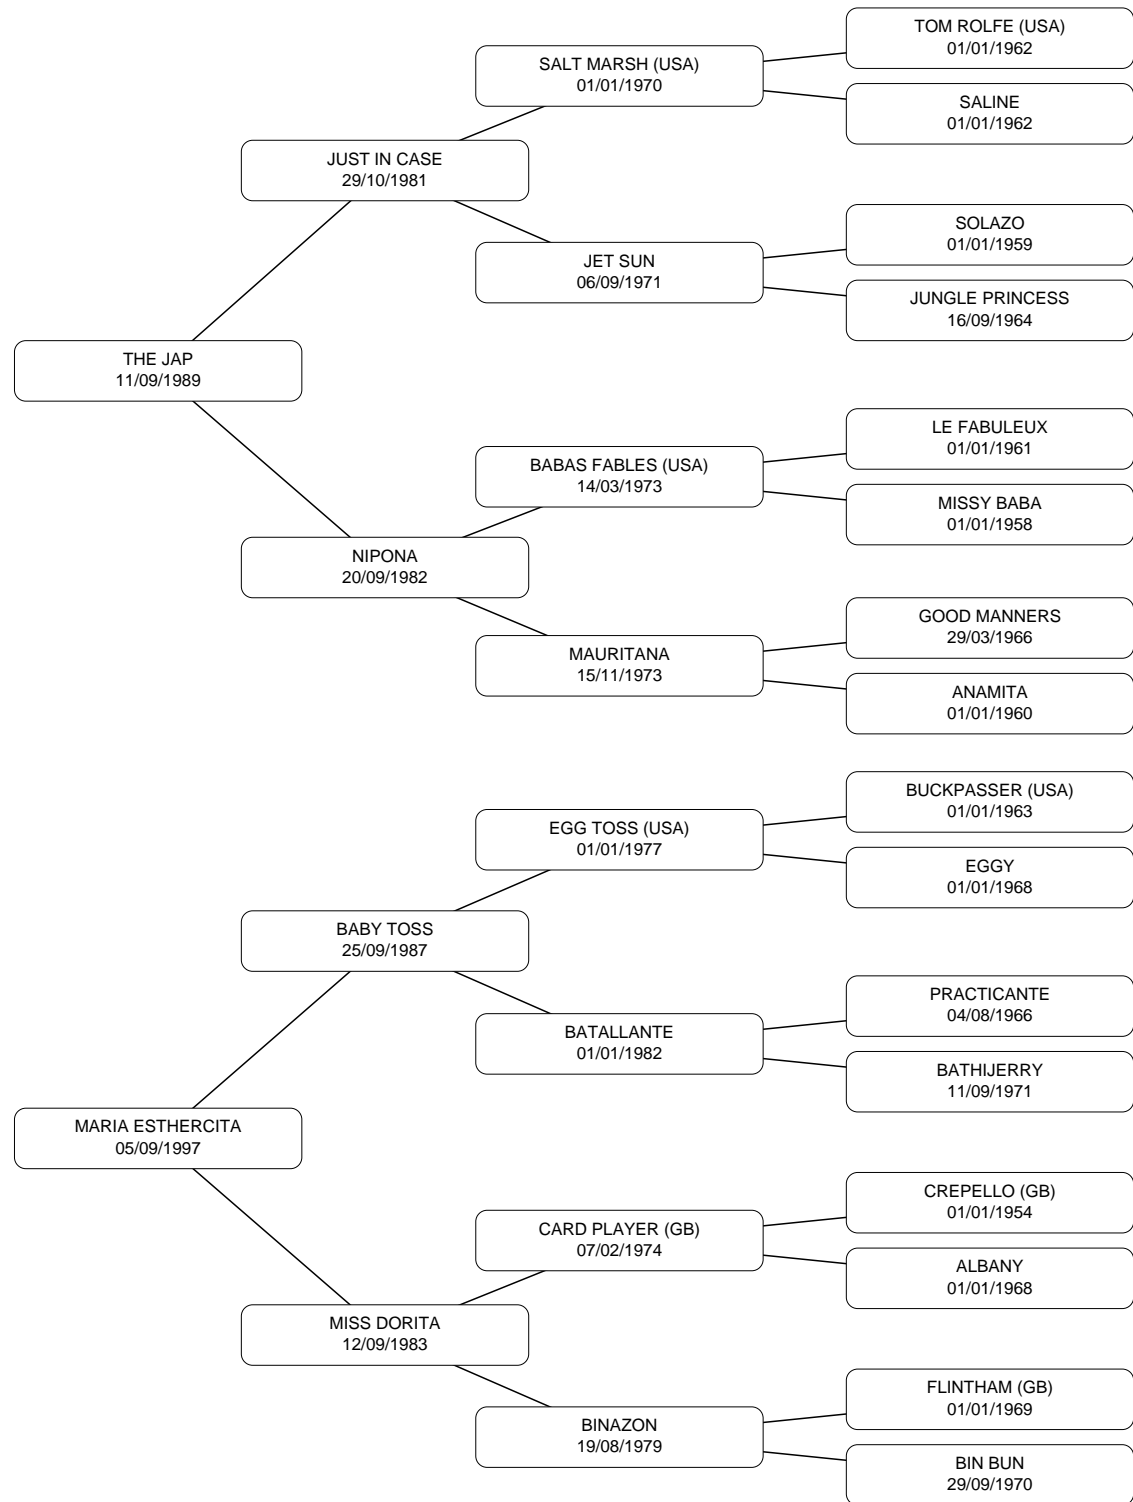 TOM ROLFE (USA)
01/01/1962
SALT MARSH (USA)
01/01/1970
SALINE
01/01/1962
JUST IN CASE
29/10/1981
SOLAZO
01/01/1959
JET SUN
06/09/1971
JUNGLE PRINCESS
16/09/1964
THE JAP
11/09/1989
LE FABULEUX
01/01/1961
BABAS FABLES (USA)
14/03/1973
MISSY BABA
01/01/1958
NIPONA
20/09/1982
GOOD MANNERS
29/03/1966
MAURITANA
15/11/1973
ANAMITA
01/01/1960
BUCKPASSER (USA)
01/01/1963
EGG TOSS (USA)
01/01/1977
EGGY
01/01/1968
BABY TOSS
25/09/1987
PRACTICANTE
04/08/1966
BATALLANTE
01/01/1982
BATHIJERRY
11/09/1971
MARIA ESTHERCITA
05/09/1997
CREPELLO (GB)
01/01/1954
CARD PLAYER (GB)
07/02/1974
ALBANY
01/01/1968
MISS DORITA
12/09/1983
FLINTHAM (GB)
01/01/1969
BINAZON
19/08/1979
BIN BUN
29/09/1970